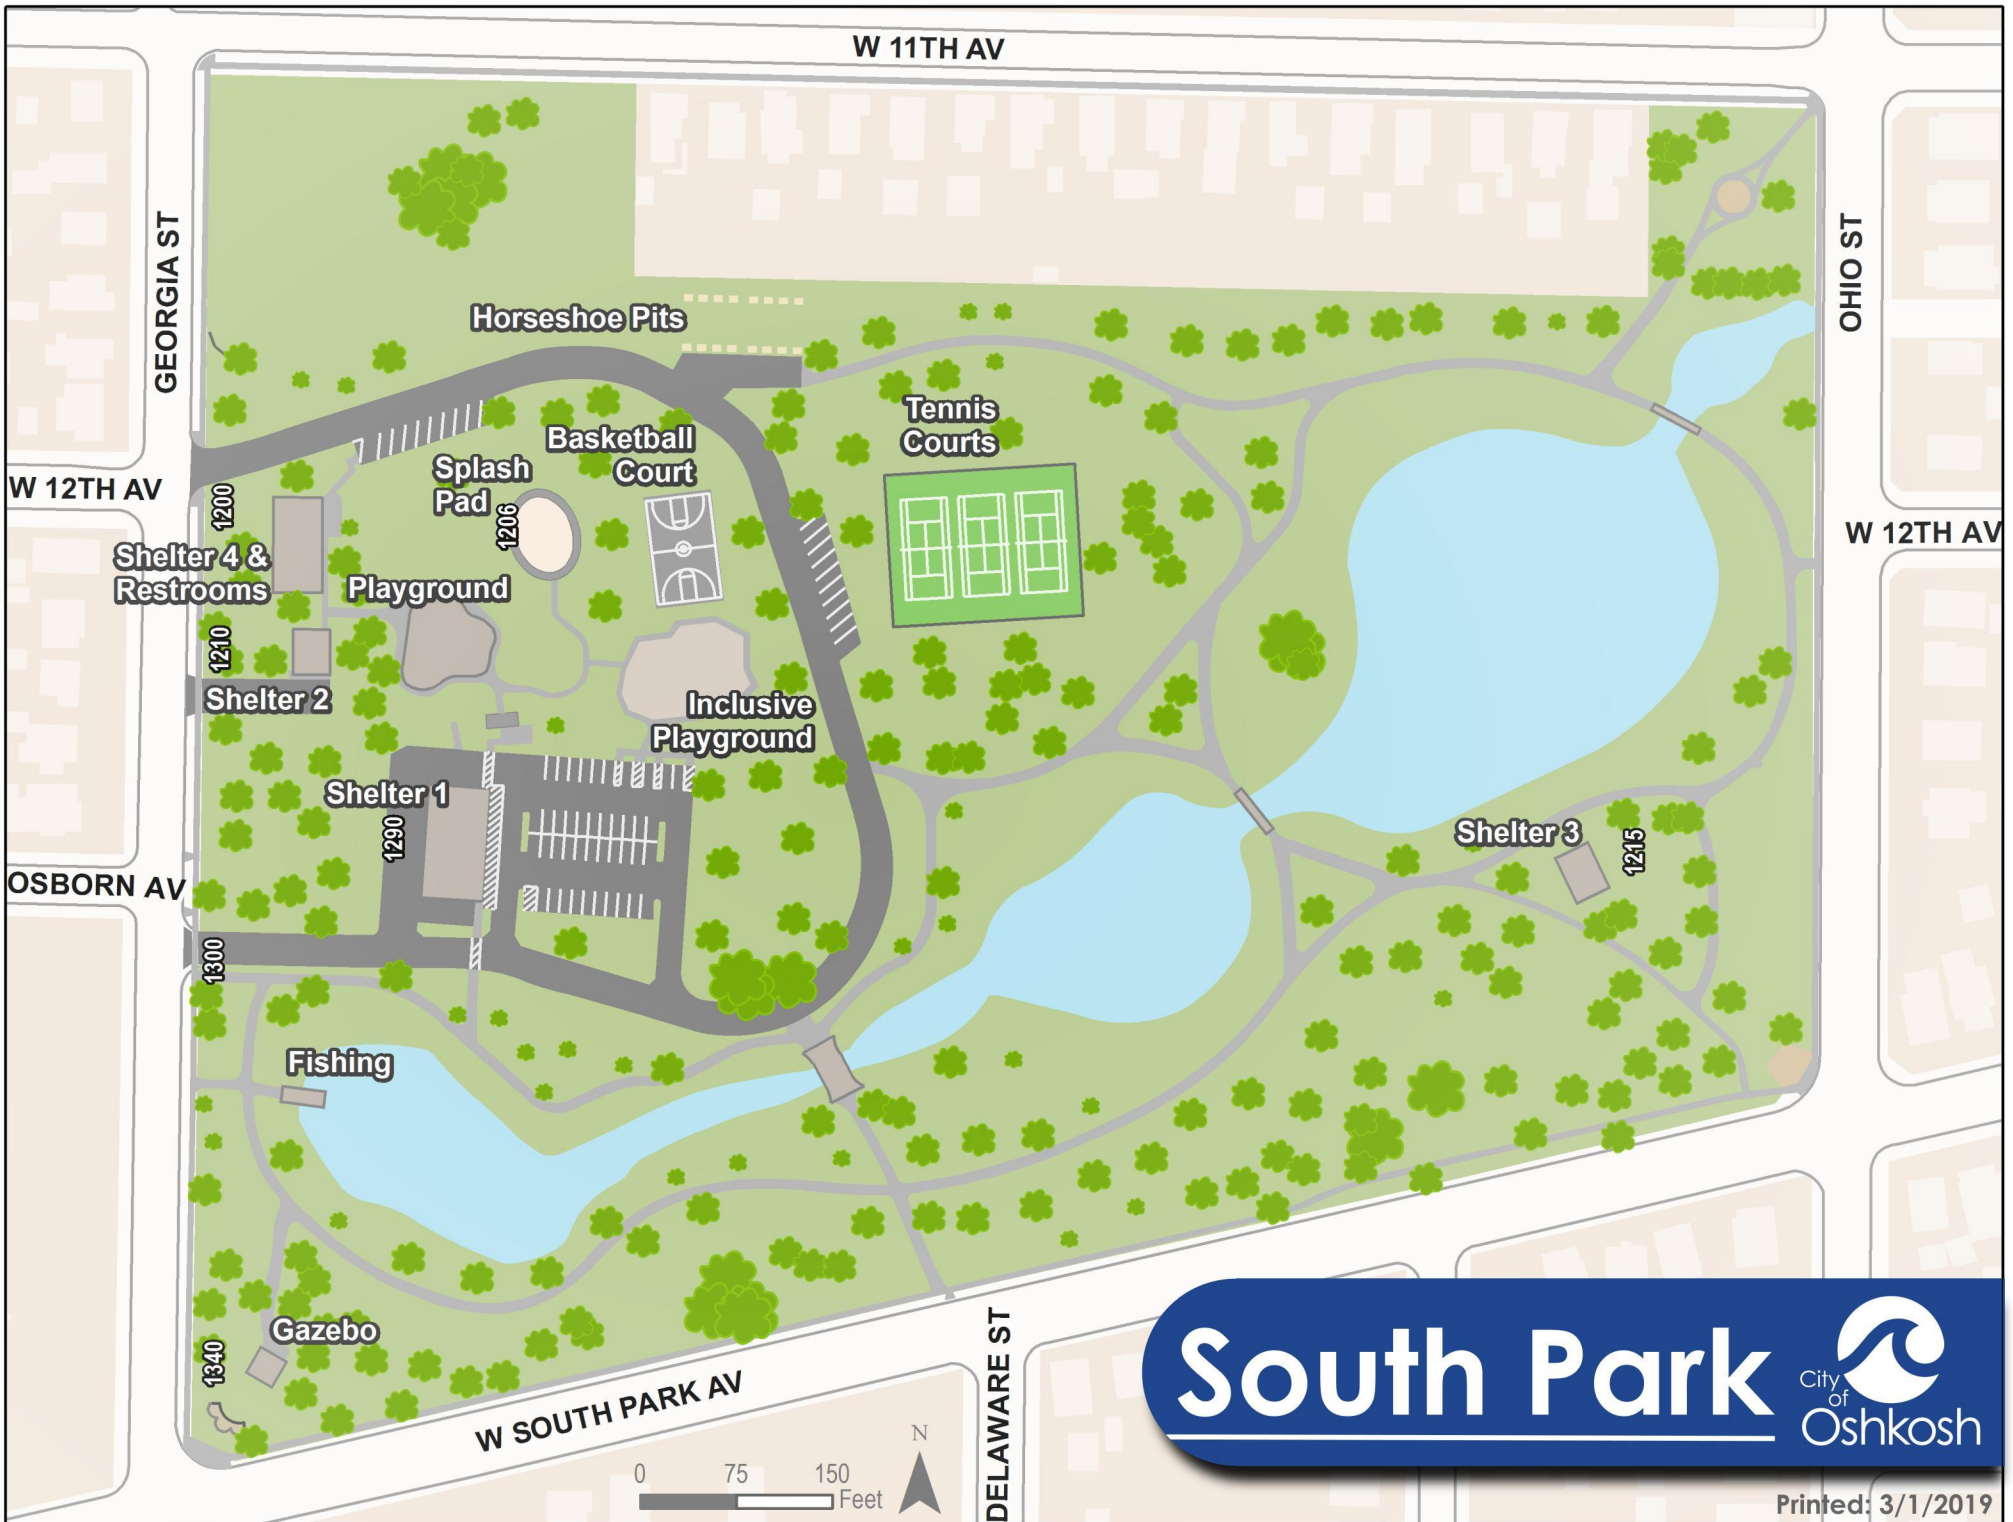 W 11TH AV
GEORGIA ST
OHIO ST
Horseshoe Pits
Tennis
Courts
Basketball
Court
Splash
Pad
1206
W 12TH AV
1200
W 12TH AV
Shelter 4 &
Restrooms
Playground
1210
Shelter 2
Inclusive
Playground
Shelter 1
1290
Shelter 3
1215
OSBORN AV
1300
Fishing
Gazebo
1340
W SOUTH PARK AV
DELAWARE ST
N
0 75 150
Feet
South Park
City
of
Oshkosh
Printed: 3/1/2019